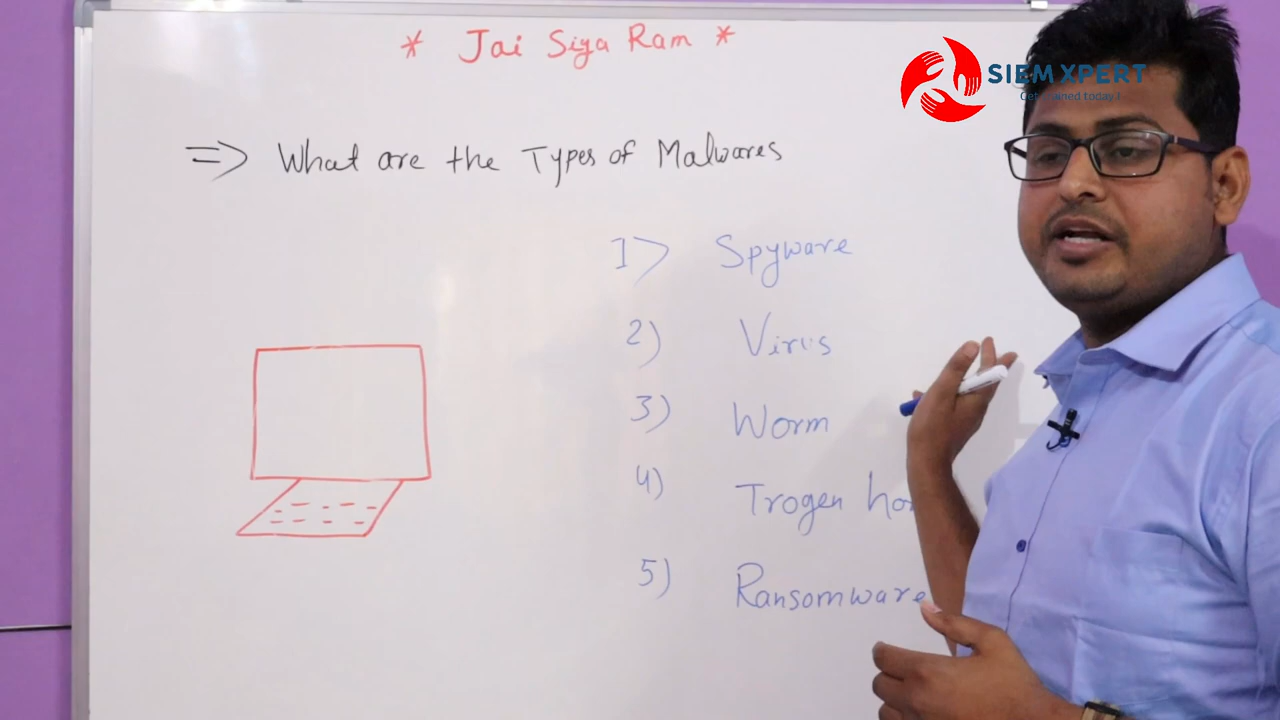 * Jai Siya Ram *
SIEM XPERT
Get trained today.!
=> What are the Types of Malwares
1> Spyware
2) Virus
3) Worm
4) Trogen
5) Ransomware